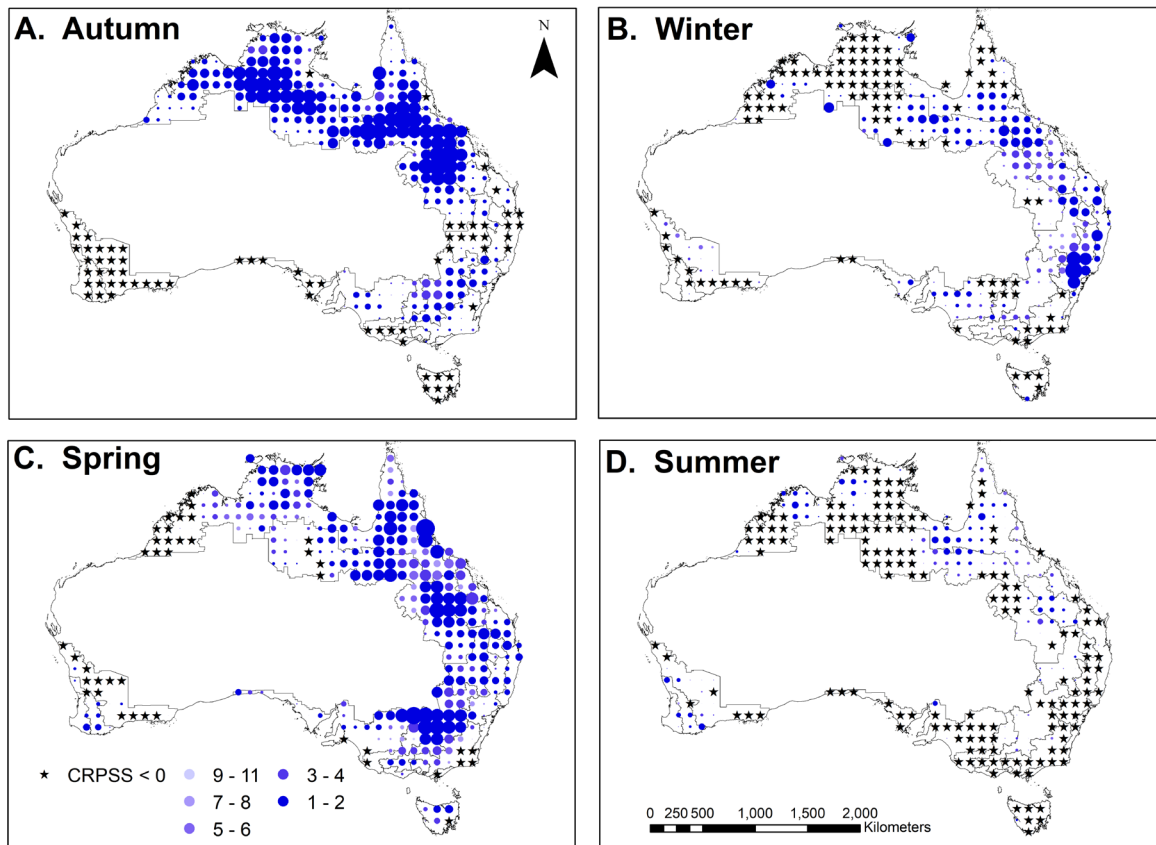 A. Autumn
N
B. Winter
C. Spring
D. Summer
★ CRPSS < 0
9 - 11
3 - 4
7 - 8
1 - 2
5 - 6
0 250 500 1,000 1,500 2,000
Kilometers